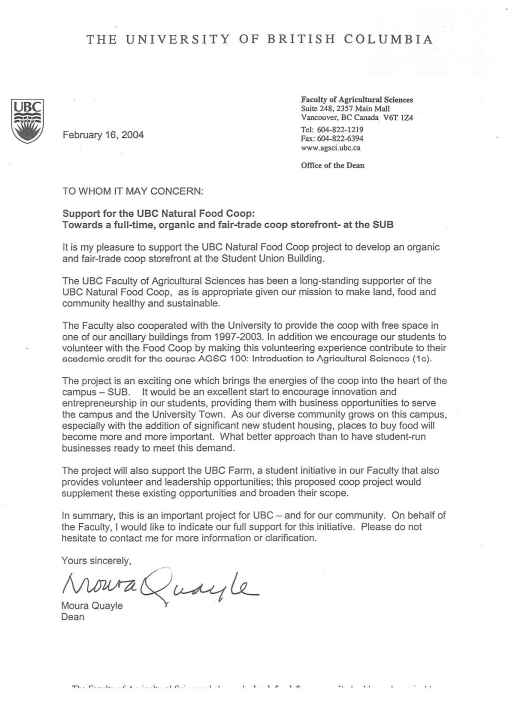 THE UNIVERSITY OF BRITISH COLUMBIA
UBC
Faculty of Agricultural Sciences
Suite 248, 2357 Main Mall
Vancouver, BC Canada V6T 1Z4
Tel: 604-822-1219
Fax: 604-822-6394
www.agsci.ubc.ca
Office of the Dean
February 16, 2004
TO WHOM IT MAY CONCERN:
Support for the UBC Natural Food Coop:
Towards a full-time, organic and fair-trade coop storefront- at the SUB
It is my pleasure to support the UBC Natural Food Coop project to develop an organic
and fair-trade coop storefront at the Student Union Building.
The UBC Faculty of Agricultural Sciences has been a long-standing supporter of the
UBC Natural Food Coop, as is appropriate given our mission to make land, food and
community healthy and sustainable.
The Faculty also cooperated with the University to provide the coop with free space in
one of our ancillary buildings from 1997-2003. In addition we encourage our students to
volunteer with the Food Coop by making this volunteering experience contribute to their
academic credit for the course AGSC 100: Introduction to Agricultural Sciences (1c).
The project is an exciting one which brings the energies of the coop into the heart of the
campus – SUB. It would be an excellent start to encourage innovation and
entrepreneurship in our students, providing them with business opportunities to serve
the campus and the University Town. As our diverse community grows on this campus,
especially with the addition of significant new student housing, places to buy food will
become more and more important. What better approach than to have student-run
businesses ready to meet this demand.
The project will also support the UBC Farm, a student initiative in our Faculty that also
provides volunteer and leadership opportunities; this proposed coop project would
supplement these existing opportunities and broaden their scope.
In summary, this is an important project for UBC – and for our community. On behalf of
the Faculty, I would like to indicate our full support for this initiative. Please do not
hesitate to contact me for more information or clarification.
Yours sincerely,
Moura Quayle
Moura Quayle
Dean